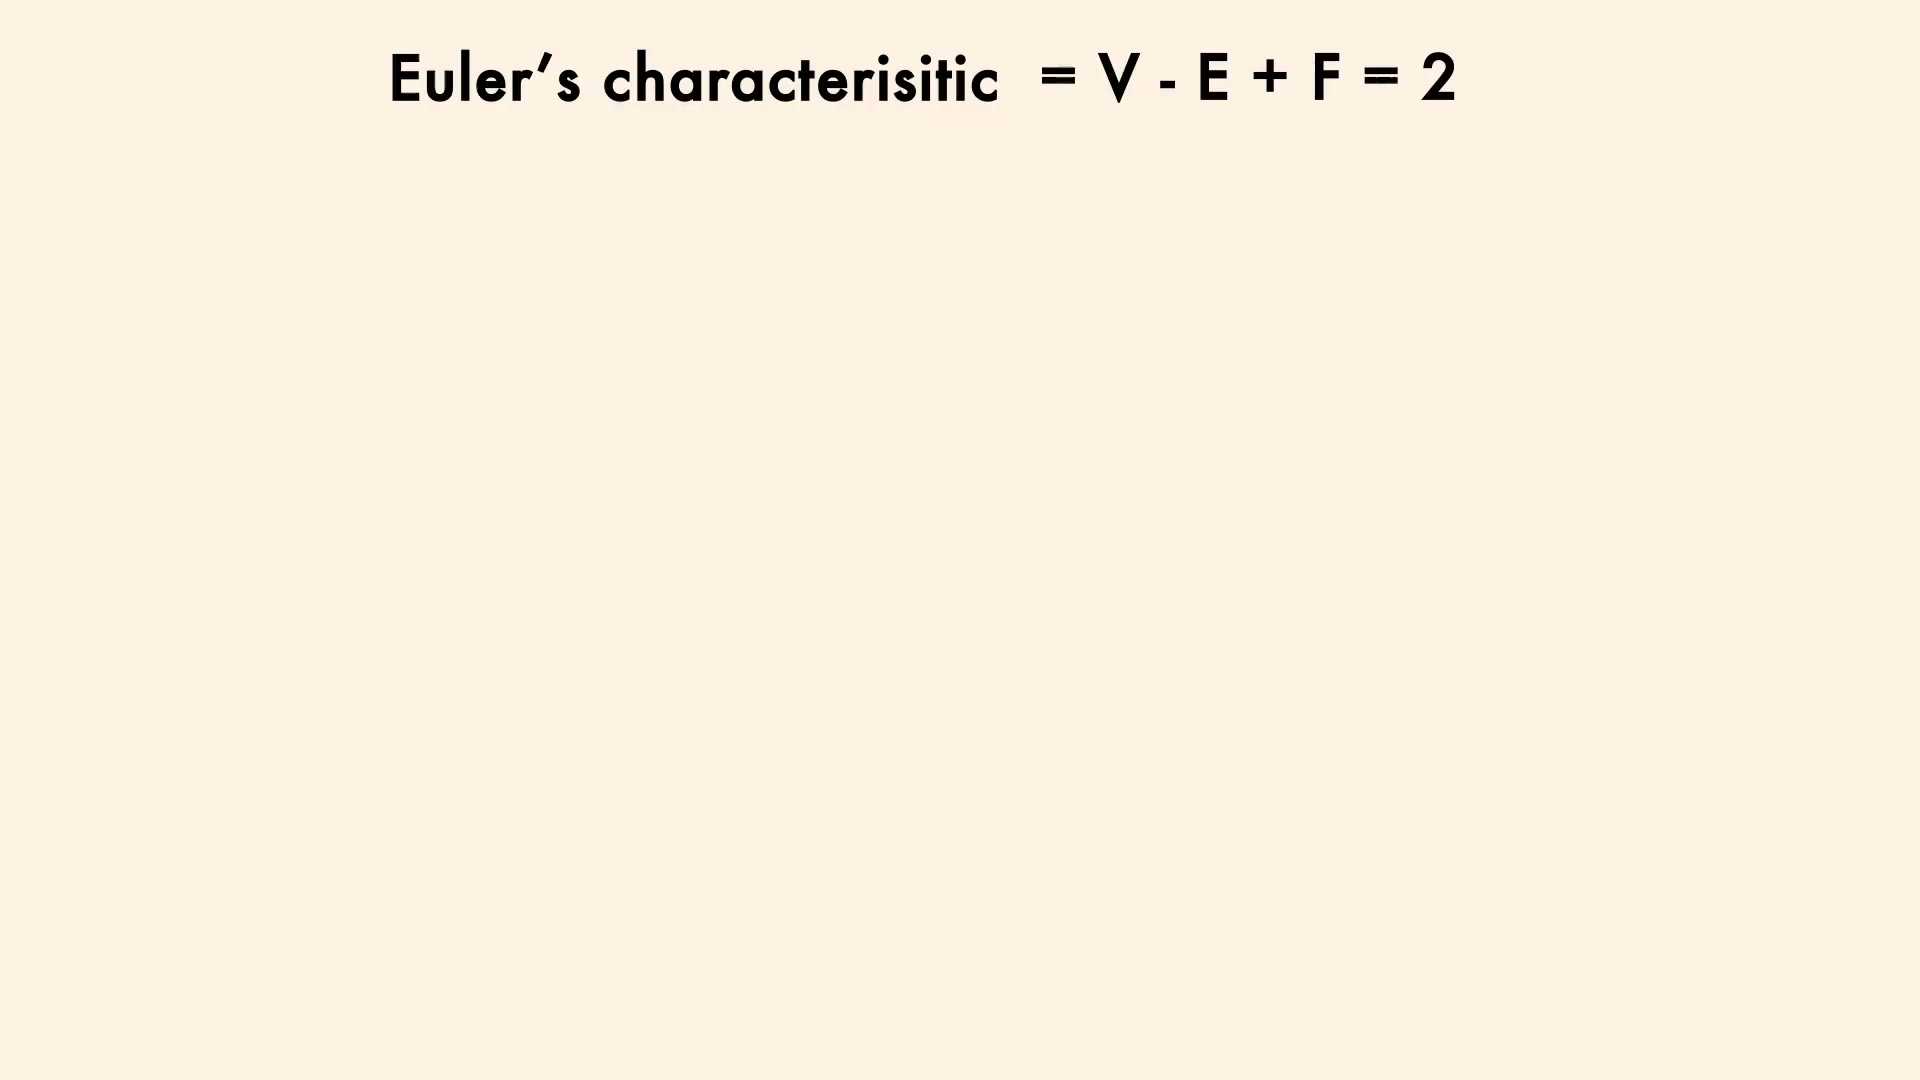 Euler’s characterisitic = V - E + F = 2